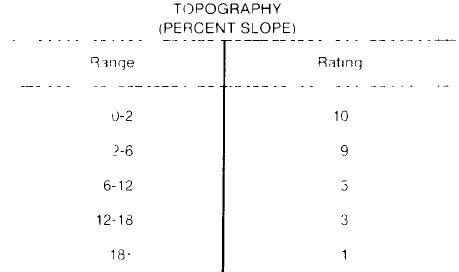 TOPOGRAPHY
(PERCENT SLOPE)
Range Rating
0-2 10
2-6 9
6-12 5
12-18 3
18+ 1